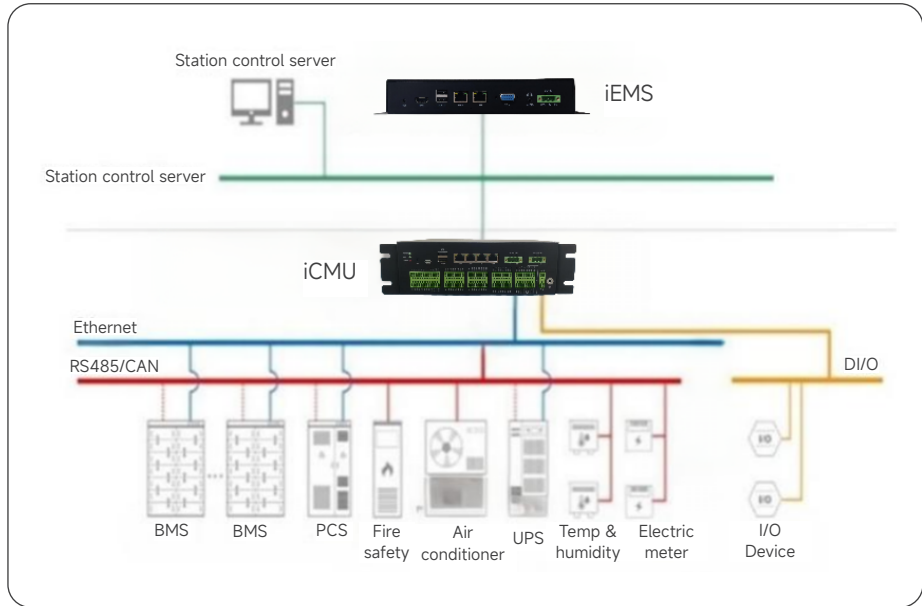 Station control server
iEMS
Station control server
iCMU
Ethernet
RS485/CAN
DI/O
I/O
I/O
BMS
BMS
PCS
Fire
safety
Air
conditioner
UPS
Temp &
humidity
Electric
meter
I/O
Device